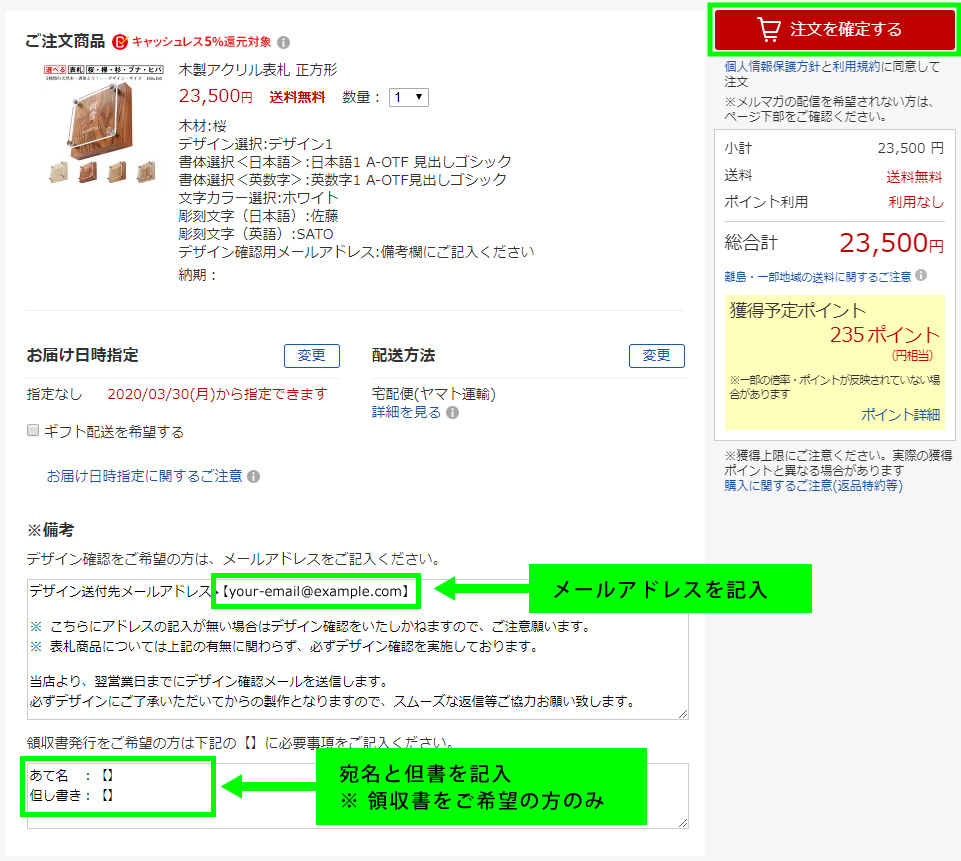 ご注文商品 キャッシュレス5%還元対象
木製アクリル表札 正方形
23,500円 送料無料 数量： 1
木材:桜
デザイン選択:デザイン1
書体選択＜日本語＞:日本語1 A-OTF 見出しゴシック
書体選択＜英数字＞:英数字1 A-OTF見出しゴシック
文字カラー選択:ホワイト
彫刻文字（日本語）:佐藤
彫刻文字（英語）:SATO
デザイン確認用メールアドレス:備考欄にご記入ください
納期：
お届け日時指定 変更
指定なし 2020/03/30(月)から指定できます
ギフト配送を希望する
お届け日時指定に関するご注意
配送方法 変更
宅配便(ヤマト運輸)
詳細を見る
※備考
デザイン確認をご希望の方は、メールアドレスをご記入ください。
デザイン送付先メールアドレス 【your-email@example.com】
メールアドレスを記入
※ こちらにアドレスの記入が無い場合はデザイン確認をいたしかねますので、ご注意願います。
※ 表札商品については上記の有無に関わらず、必ずデザイン確認を実施しております。
当店より、翌営業日までにデザイン確認メールを送信します。
必ずデザインにご了承いただいてからの製作となりますので、スムーズな返信等ご協力お願い致します。
領収書発行をご希望の方は下記の【】に必要事項をご記入ください。
あて名　：【】
但し書き：【】
宛名と但書を記入
※ 領収書をご希望の方のみ
注文を確定する
個人情報保護方針と利用規約に同意して
注文
※メルマガの配信を希望されない方は、
ページ下部をご確認ください。
小計 23,500 円
送料 送料無料
ポイント利用 利用なし
総合計 23,500円
離島・一部地域の送料に関するご注意
獲得予定ポイント
235ポイント
(円相当)
※一部の倍率・ポイントが反映されていない場
合があります
ポイント詳細
※獲得上限にご注意ください。実際の獲得
ポイントと異なる場合があります
購入に関するご注意(返品特約等)